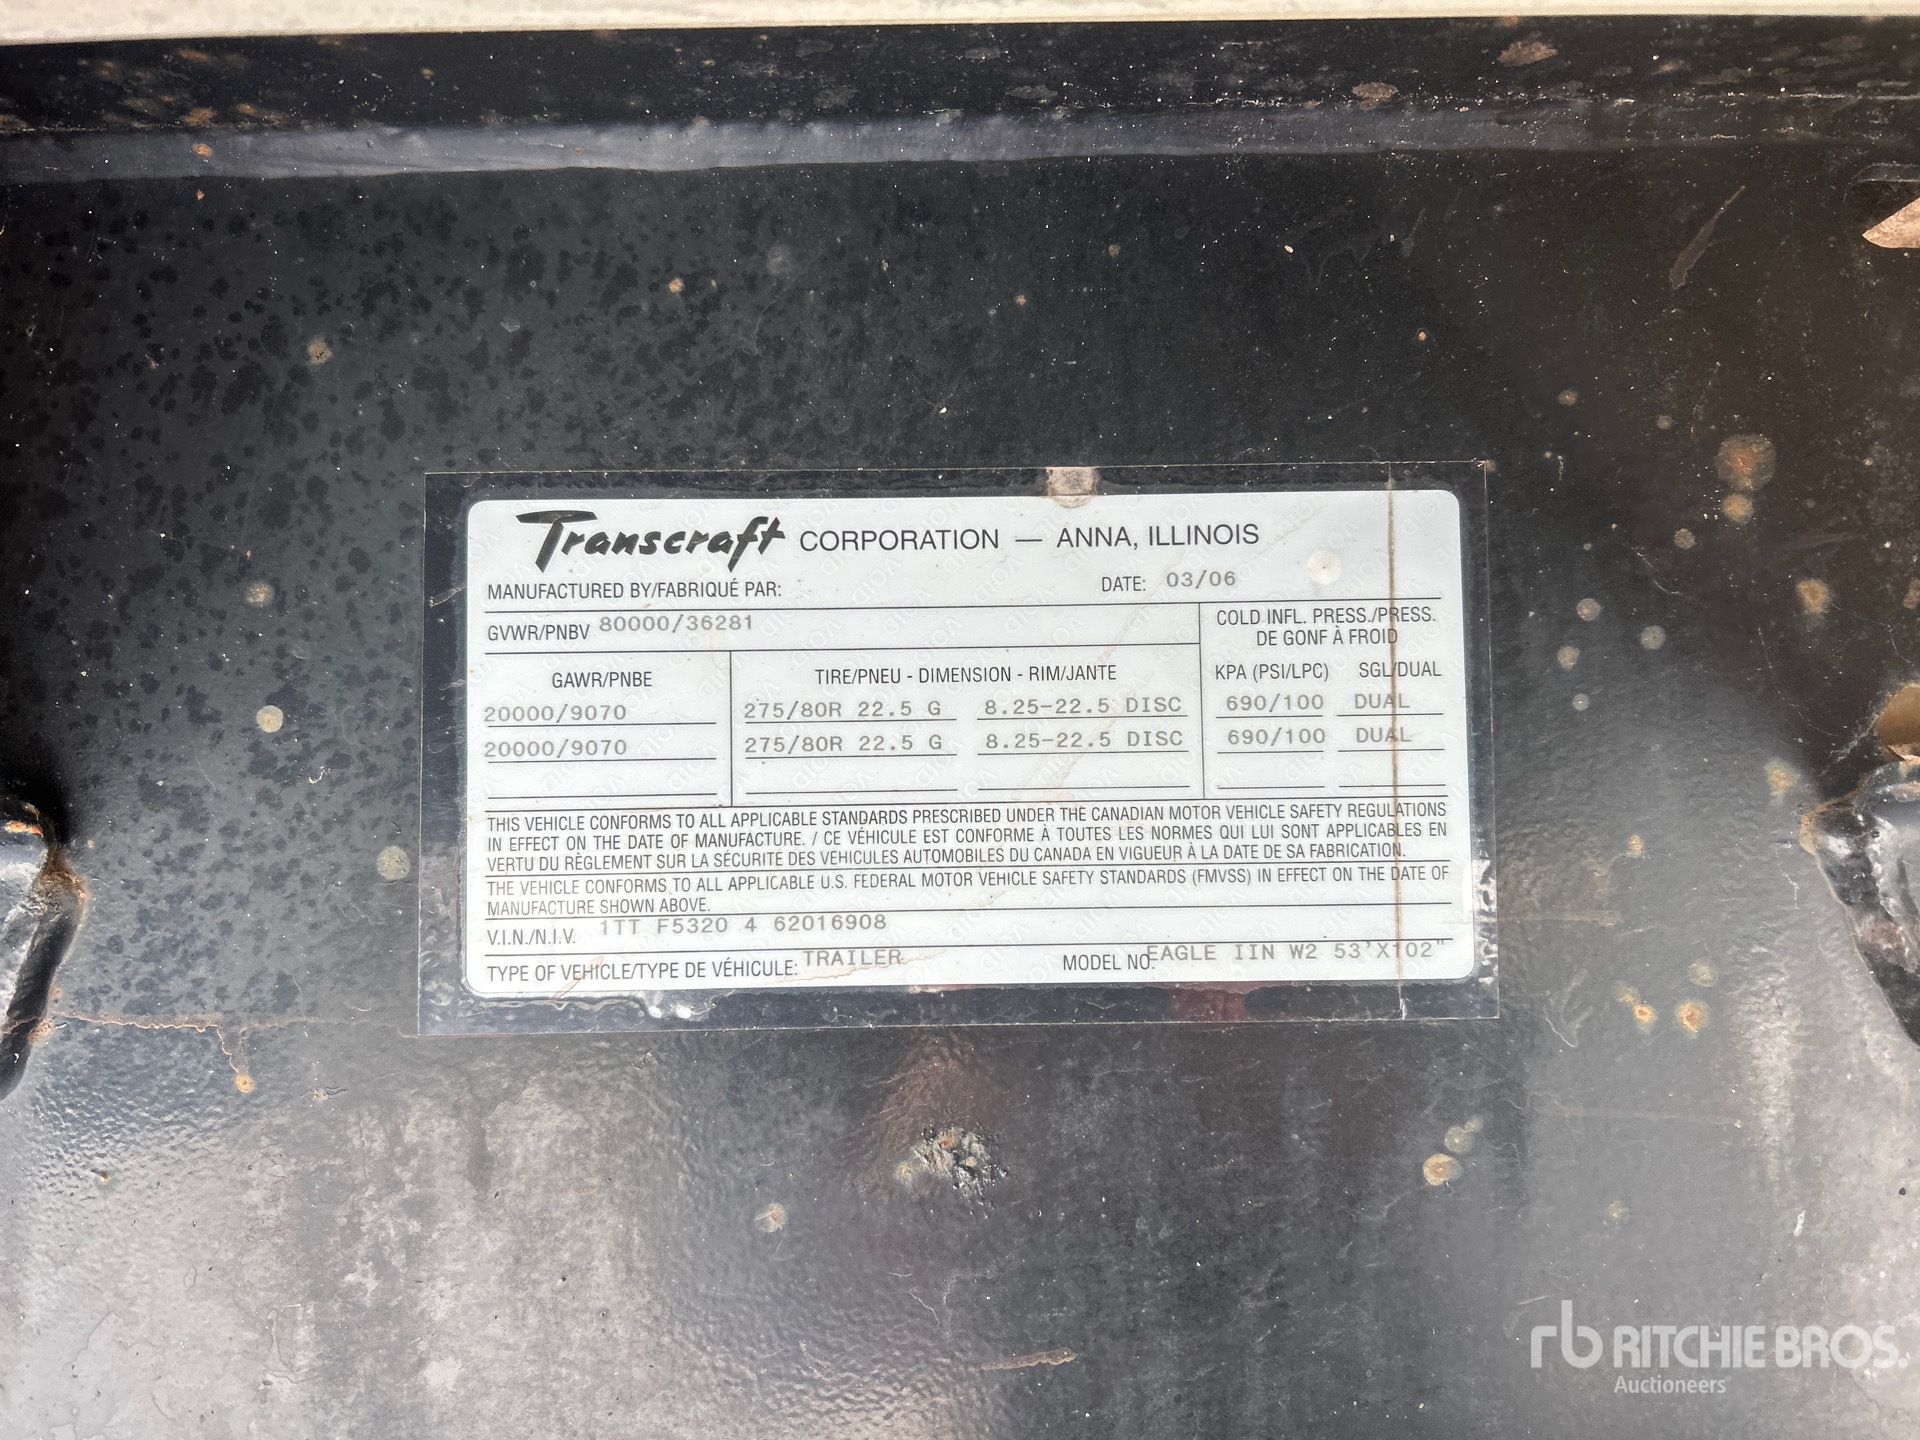 Transcraft CORPORATION — ANNA, ILLINOIS
MANUFACTURED BY/FABRIQUÉ PAR: DATE: 03/06
GVWR/PNBV 80000/36281
COLD INFL. PRESS./PRESS.
DE GONF À FROID
GAWR/PNBE TIRE/PNEU - DIMENSION - RIM/JANTE KPA (PSI/LPC) SGL/DUAL
20000/9070 275/80R 22.5 G 8.25-22.5 DISC 690/100 DUAL
20000/9070 275/80R 22.5 G 8.25-22.5 DISC 690/100 DUAL
THIS VEHICLE CONFORMS TO ALL APPLICABLE STANDARDS PRESCRIBED UNDER THE CANADIAN MOTOR VEHICLE SAFETY REGULATIONS
IN EFFECT ON THE DATE OF MANUFACTURE. / CE VÉHICULE EST CONFORME À TOUTES LES NORMES QUI LUI SONT APPLICABLES EN
VERTU DU RÈGLEMENT SUR LA SÉCURITÉ DES VEHICULES AUTOMOBILES DU CANADA EN VIGUEUR À LA DATE DE SA FABRICATION.
THE VEHICLE CONFORMS TO ALL APPLICABLE U.S. FEDERAL MOTOR VEHICLE SAFETY STANDARDS (FMVSS) IN EFFECT ON THE DATE OF
MANUFACTURE SHOWN ABOVE.
V.I.N./N.I.V. 1TT F5320 4 62016908
TYPE OF VEHICLE/TYPE DE VÉHICULE: TRAILER MODEL NO. EAGLE IIN W2 53'X102"
rb RITCHIE BROS.
Auctioneers